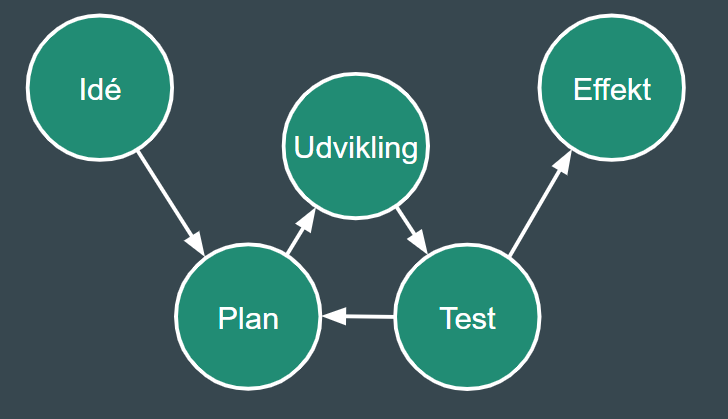 Idé
Effekt
Udvikling
Plan
Test